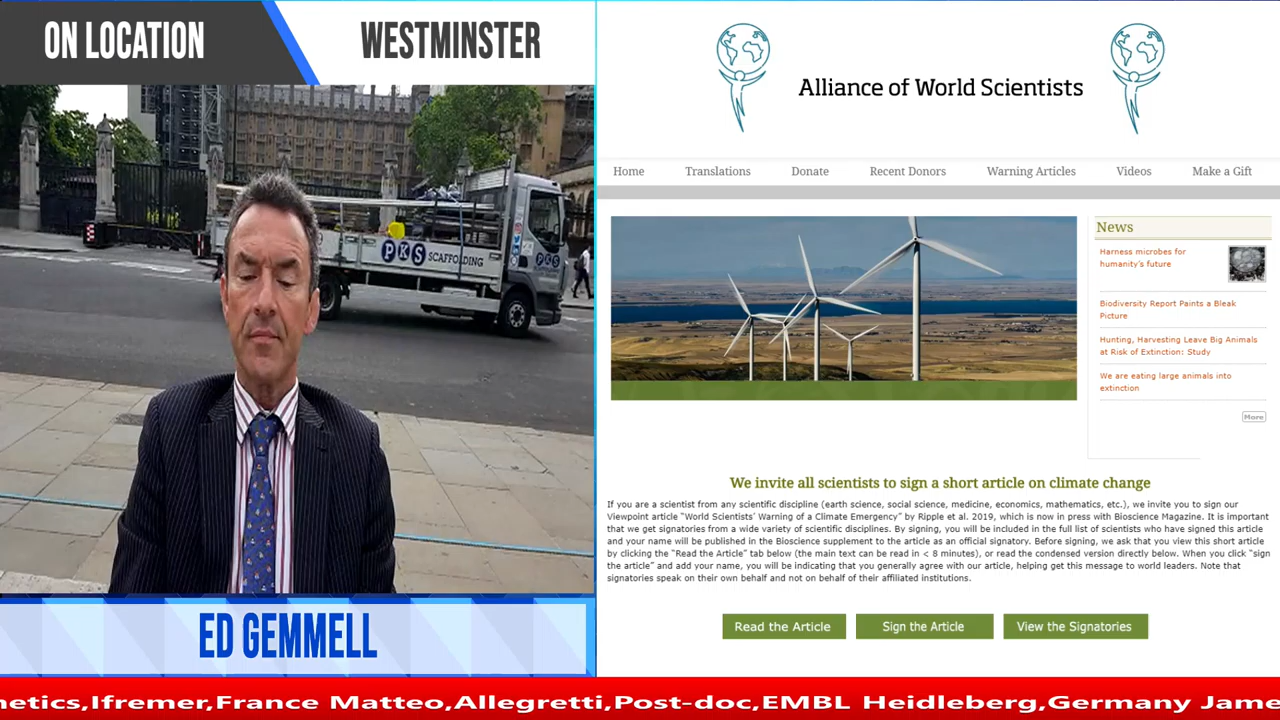 ON LOCATION
WESTMINSTER
PKS
SCAFFOLDING
PKS
ED GEMMELL
Alliance of World Scientists
Home Translations Donate Recent Donors Warning Articles Videos Make a Gift
News
Harness microbes for
humanity's future
Biodiversity Report Paints a Bleak
Picture
Hunting, Harvesting Leave Big Animals
at Risk of Extinction: Study
We are eating large animals into
extinction
More
We invite all scientists to sign a short article on climate change
If you are a scientist from any scientific discipline (earth science, social science, medicine, economics, mathematics, etc.), we invite you to sign our
Viewpoint article "World Scientists' Warning of a Climate Emergency" by Ripple et al. 2019, which is now in press with Bioscience Magazine. It is important
that we get signatories from a wide variety of scientific disciplines. By signing, you will be included in the full list of scientists who have signed this article
and your name will be published in the Bioscience supplement to the article as an official signatory. Before signing, we ask that you view this short article
by clicking the "Read the Article" tab below (the main text can be read in < 8 minutes), or read the condensed version directly below. When you click "sign
the article" and add your name, you will be indicating that you generally agree with our article, helping get this message to world leaders. Note that
signatories speak on their own behalf and not on behalf of their affiliated institutions.
Read the Article Sign the Article View the Signatories
netics,Ifremer,France Matteo,Allegretti,Post-doc,EMBL Heidleberg,Germany Jame